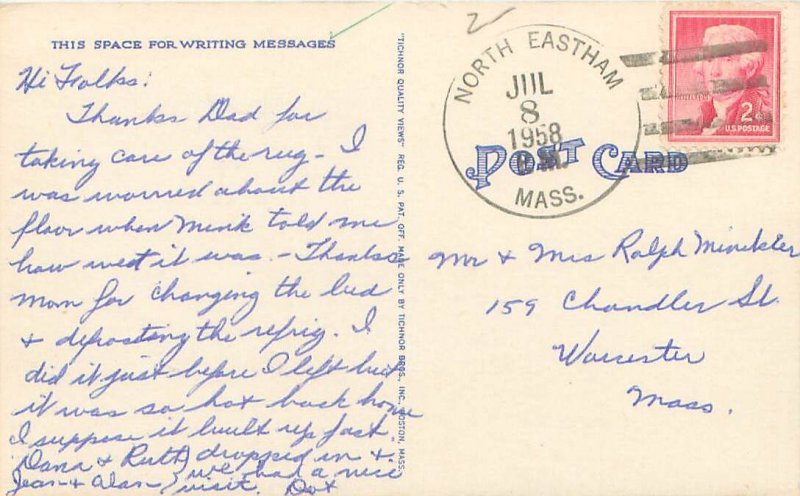 THIS SPACE FOR WRITING MESSAGES
Hi Folks:
Thanks Dad for
taking care of the rug - I
was worried about the
floor when Mink told me
how wet it was. - Thanks
Mom for changing the bed
& defrosting the refrig. I
did it just before I left but
it was so hot back home
I suppose it built up fast.
Dana & Ruth dropped in &
Jean & Alan } we had a nice
visit. Dot
"TICHNOR QUALITY VIEWS" REG. U. S. PAT. OFF. MADE ONLY BY TICHNOR BROS., INC., BOSTON, MASS.
2
NORTH EASTHAM
JUL
8
1958
MASS.
2¢
U.S. POSTAGE
POST CARD
Mr & Mrs Ralph Minckler
159 Chandler St.
Worcester
Mass.